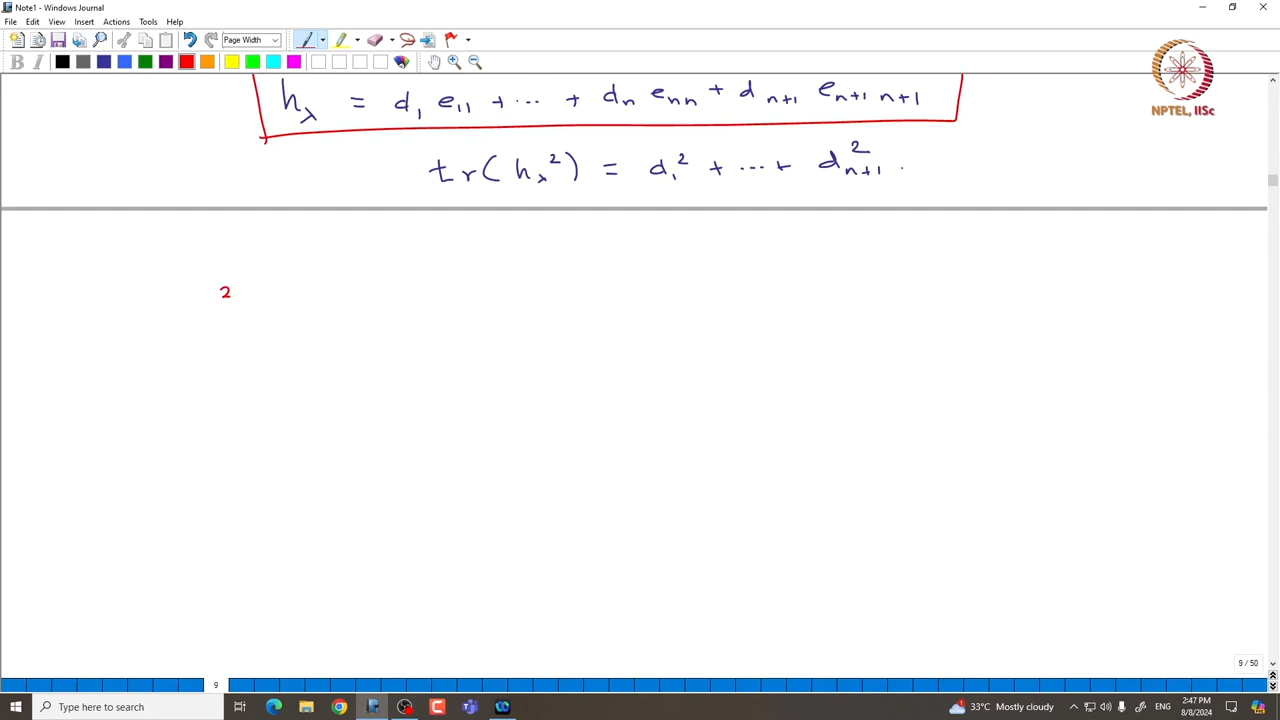 Note1 - Windows Journal
File Edit View Insert Actions Tools Help
Page Width
B I
h_λ = d_1 e_11 + ... + d_n e_nn + d_n+1 e_n+1 n+1
tr(h_λ^2) = d_1^2 + ... + d_n+1^2 .
NPTEL, IISc
2
9 / 50
9
Type here to search
33°C Mostly cloudy
ENG
2:47 PM
8/8/2024